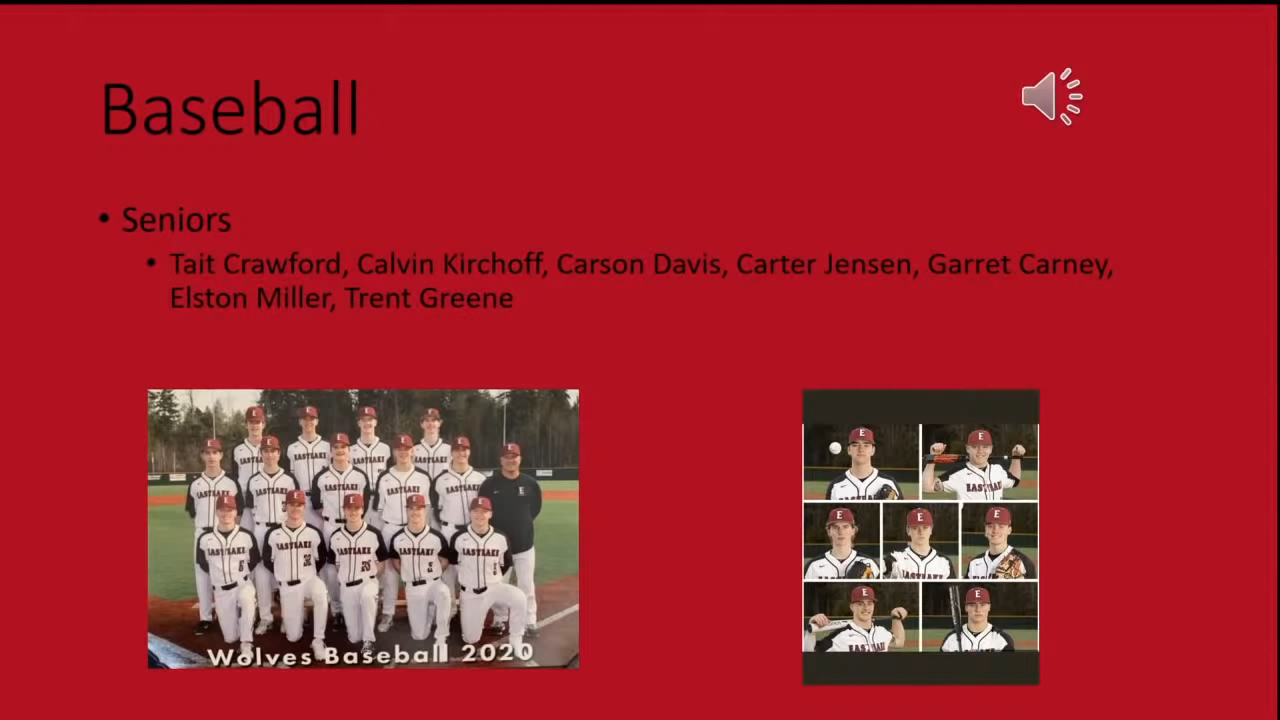 Baseball
• Seniors
• Tait Crawford, Calvin Kirchoff, Carson Davis, Carter Jensen, Garret Carney,
Elston Miller, Trent Greene
EASTLAKE
Wolves Baseball 2020